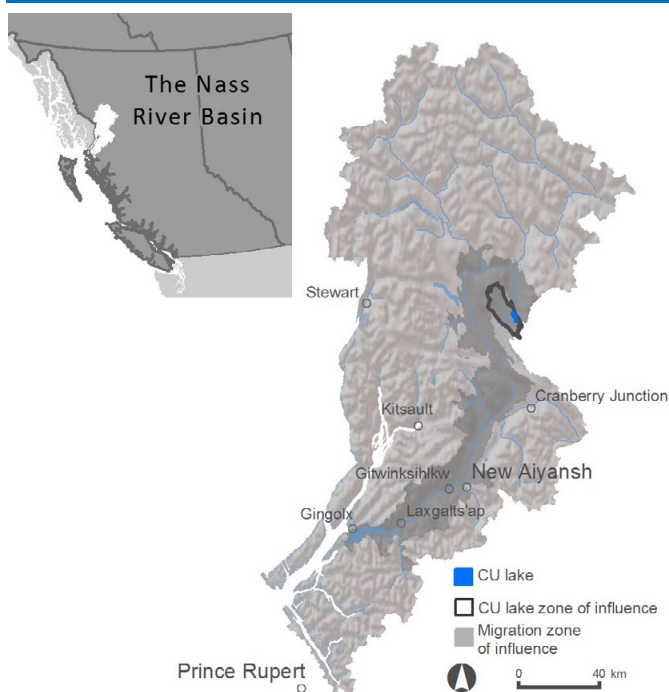 The Nass
River Basin
Stewart
Cranberry Junction
Kitsault
Gitwinksihlkw
New Aiyansh
Gingolx
Laxgalts'ap
CU lake
CU lake zone of influence
Migration zone
of influence
Prince Rupert
0 40 km